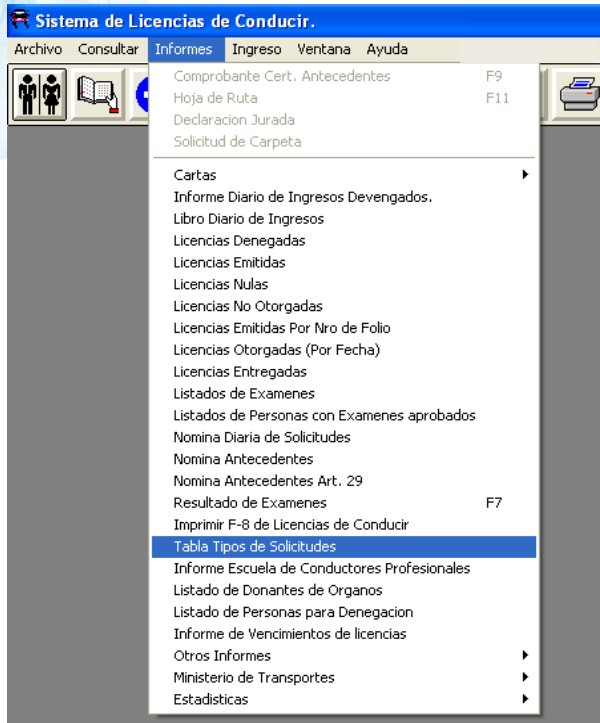 Sistema de Licencias de Conducir.
Archivo Consultar Informes Ingreso Ventana Ayuda
Comprobante Cert. Antecedentes F9
Hoja de Ruta F11
Declaracion Jurada
Solicitud de Carpeta
Cartas
Informe Diario de Ingresos Devengados.
Libro Diario de Ingresos
Licencias Denegadas
Licencias Emitidas
Licencias Nulas
Licencias No Otorgadas
Licencias Emitidas Por Nro de Folio
Licencias Otorgadas (Por Fecha)
Licencias Entregadas
Listados de Examenes
Listados de Personas con Examenes aprobados
Nomina Diaria de Solicitudes
Nomina Antecedentes
Nomina Antecedentes Art. 29
Resultado de Examenes F7
Imprimir F-8 de Licencias de Conducir
Tabla Tipos de Solicitudes
Informe Escuela de Conductores Profesionales
Listado de Donantes de Organos
Listado de Personas para Denegacion
Informe de Vencimientos de licencias
Otros Informes
Ministerio de Transportes
Estadisticas